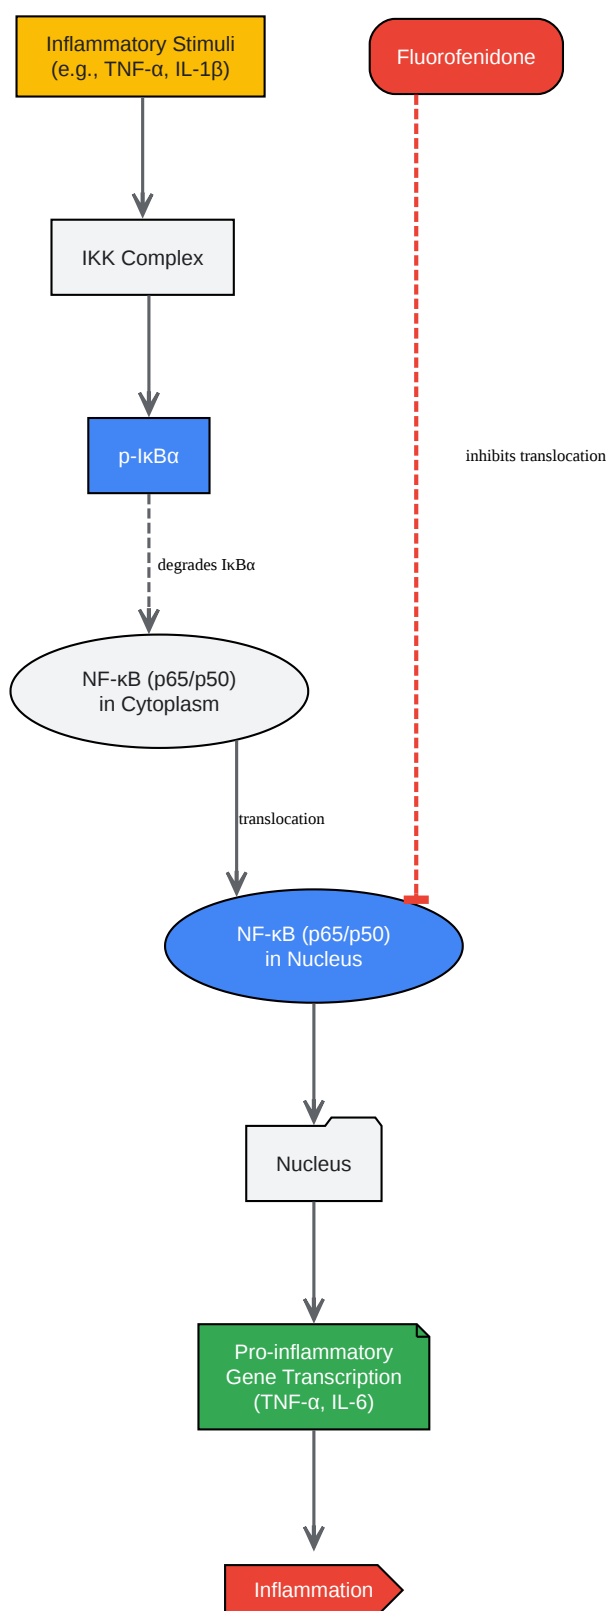 Inflammatory Stimuli
(e.g., TNF-α, IL-1β)
Fluorofenidone
IKK Complex
p-IκBα
inhibits translocation
degrades IκBα
NF-κB (p65/p50)
in Cytoplasm
translocation
NF-κB (p65/p50)
in Nucleus
Nucleus
Pro-inflammatory
Gene Transcription
(TNF-α, IL-6)
Inflammation